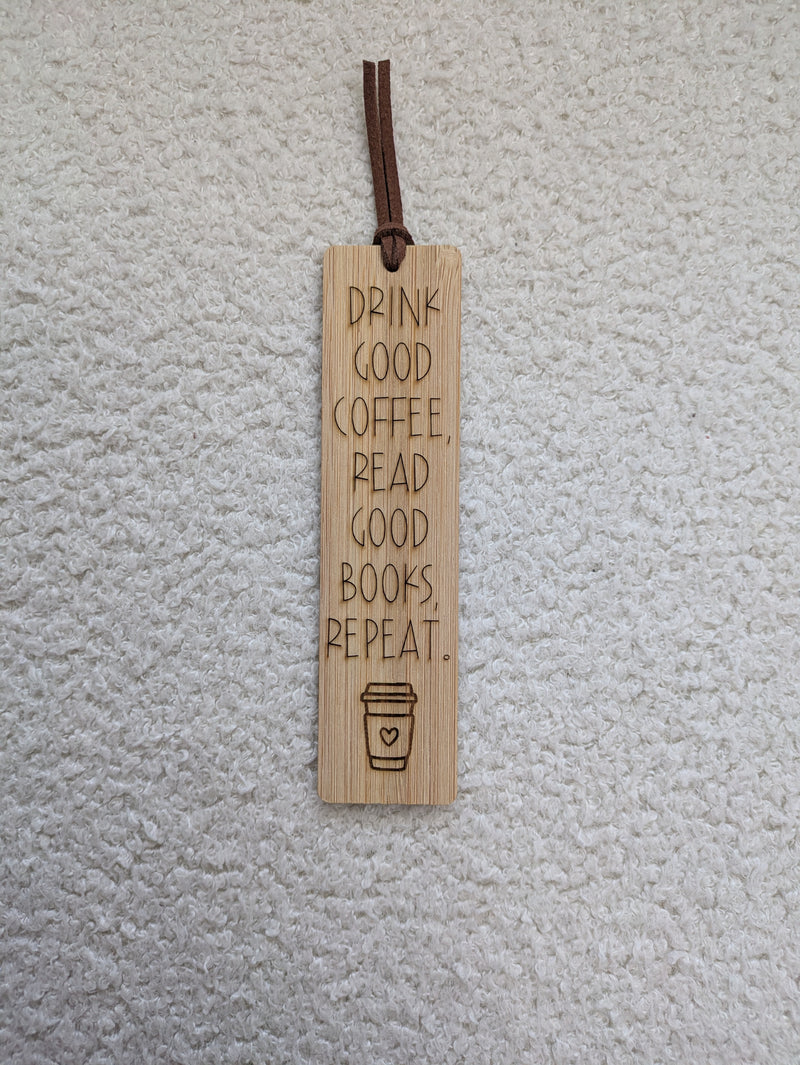 DRINK
GOOD
COFFEE,
READ
GOOD
BOOKS,
REPEAT.